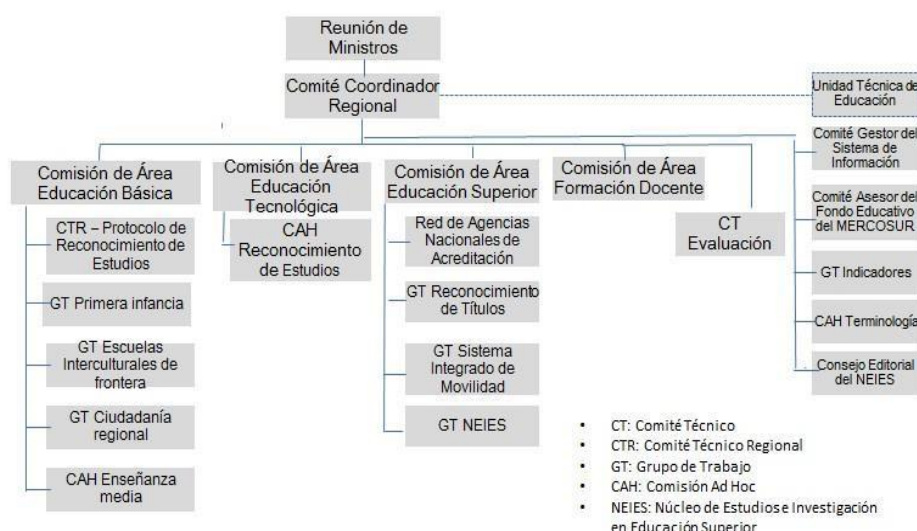 Reunión de
Ministros
Comité Coordinador
Regional
Unidad Técnica de
Educación
Comité Gestor del
Sistema de
Información
Comité Asesor del
Fondo Educativo
del MERCOSUR
GT Indicadores
CAH Terminología
Consejo Editorial
del NEIES
Comisión de Área
Educación Básica
CTR – Protocolo de
Reconocimiento de
Estudios
GT Primera infancia
GT Escuelas
Interculturales de
frontera
GT Ciudadanía
regional
CAH Enseñanza
media
Comisión de Área
Educación
Tecnológica
CAH
Reconocimiento
de Estudios
Comisión de Área
Educación Superior
Red de Agencias
Nacionales de
Acreditación
GT Reconocimiento
de Títulos
GT Sistema
Integrado de
Movilidad
GT NEIES
Comisión de Área
Formación Docente
CT
Evaluación
• CT: Comité Técnico
• CTR: Comité Técnico Regional
• GT: Grupo de Trabajo
• CAH: Comisión Ad Hoc
• NEIES: Núcleo de Estudios e Investigación
en Educación Superior